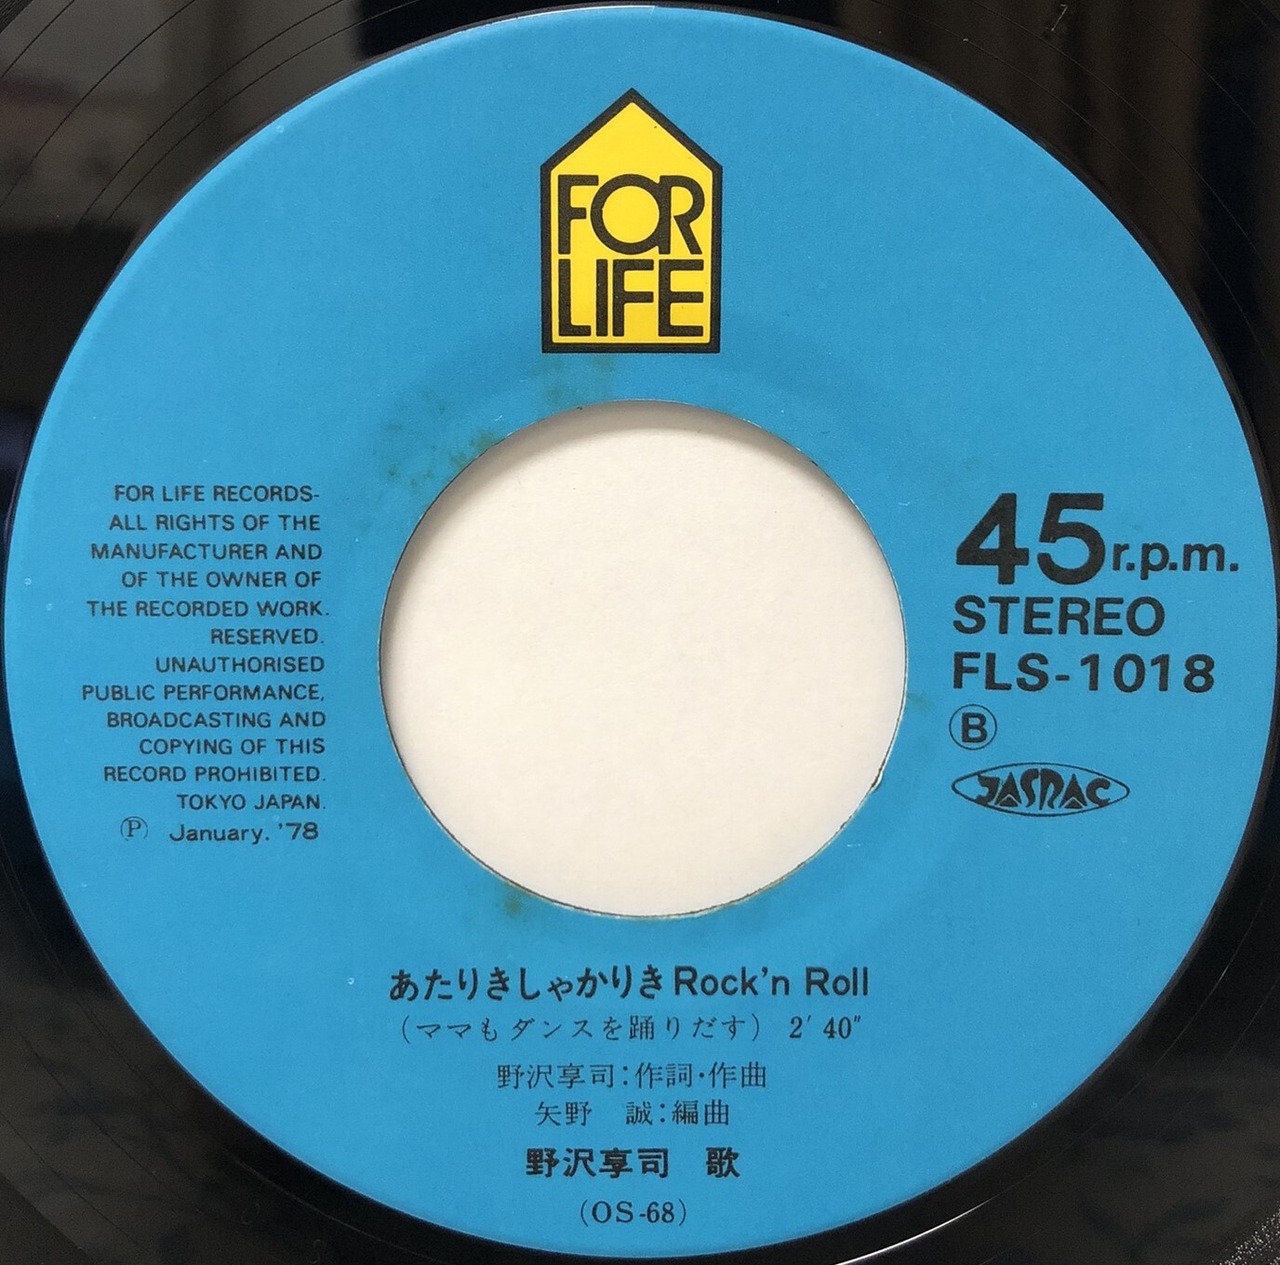 FOR
LIFE
FOR LIFE RECORDS-
ALL RIGHTS OF THE
MANUFACTURER AND
OF THE OWNER OF
THE RECORDED WORK.
RESERVED.
UNAUTHORISED
PUBLIC PERFORMANCE,
BROADCASTING AND
COPYING OF THIS
RECORD PROHIBITED.
TOKYO JAPAN.
Ⓟ January. '78
45r.p.m.
STEREO
FLS-1018
Ⓑ
JASRAC
あたりきしゃかりきRock'n Roll
(ママもダンスを踊りだす) 2′40″
野沢享司:作詞・作曲
矢野 誠:編曲
野沢享司 歌
(OS-68)